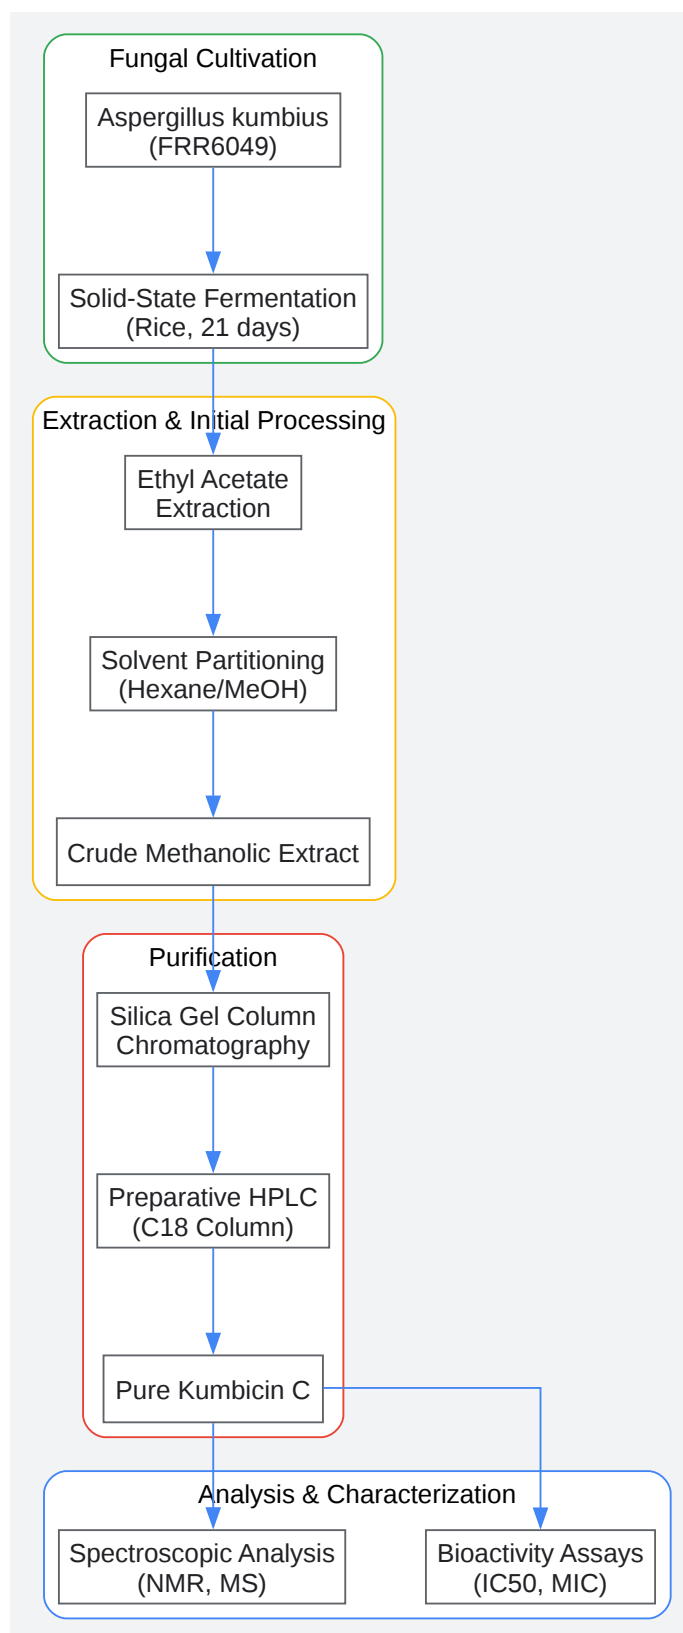 Fungal Cultivation
Aspergillus kumbius
(FRR6049)
Solid-State Fermentation
(Rice, 21 days)
Extraction & Initial Processing
Ethyl Acetate
Extraction
Solvent Partitioning
(Hexane/MeOH)
Crude Methanolic Extract
Purification
Silica Gel Column
Chromatography
Preparative HPLC
(C18 Column)
Pure Kumbicin C
Analysis & Characterization
Spectroscopic Analysis
(NMR, MS)
Bioactivity Assays
(IC50, MIC)